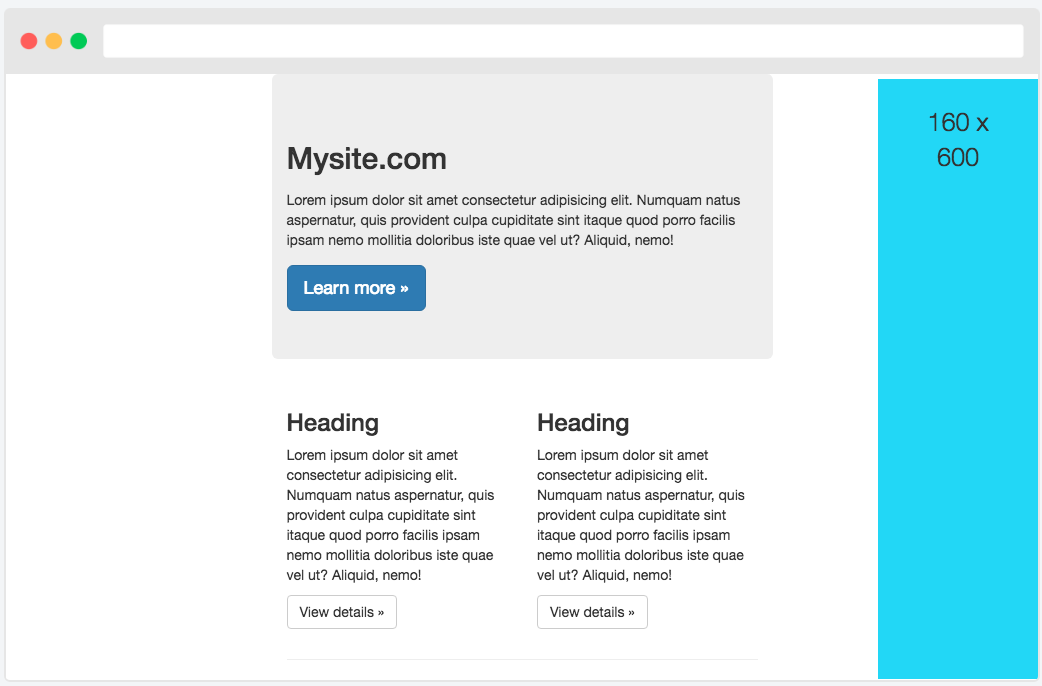 160 x
600
Mysite.com
Lorem ipsum dolor sit amet consectetur adipisicing elit. Numquam natus
aspernatur, quis provident culpa cupiditate sint itaque quod porro facilis
ipsam nemo mollitia doloribus iste quae vel ut? Aliquid, nemo!
Learn more »
Heading
Lorem ipsum dolor sit amet
consectetur adipisicing elit.
Numquam natus aspernatur, quis
provident culpa cupiditate sint
itaque quod porro facilis ipsam
nemo mollitia doloribus iste quae
vel ut? Aliquid, nemo!
View details »
Heading
Lorem ipsum dolor sit amet
consectetur adipisicing elit.
Numquam natus aspernatur, quis
provident culpa cupiditate sint
itaque quod porro facilis ipsam
nemo mollitia doloribus iste quae
vel ut? Aliquid, nemo!
View details »